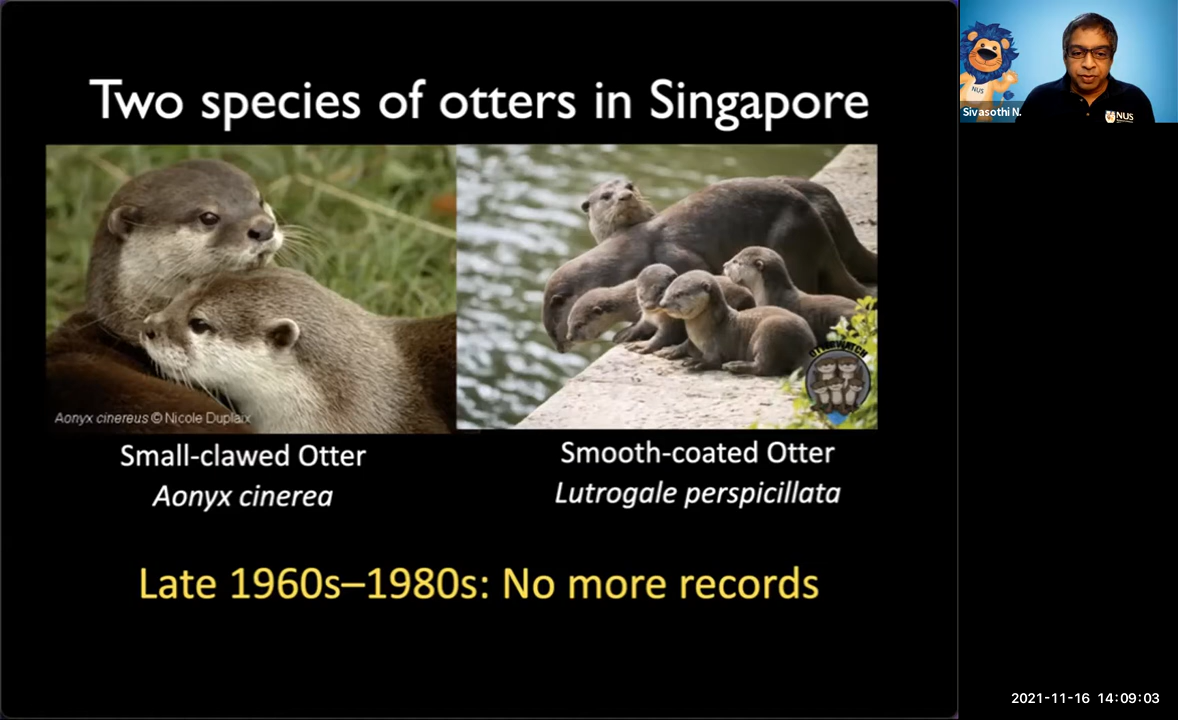 Two species of otters in Singapore
Aonyx cinereus © Nicole Duplaix
OTTERWATCH
Small-clawed Otter
Aonyx cinerea
Smooth-coated Otter
Lutrogale perspicillata
Late 1960s–1980s: No more records
NUS
Sivasothi N.
NUS
2021-11-16 14:09:03